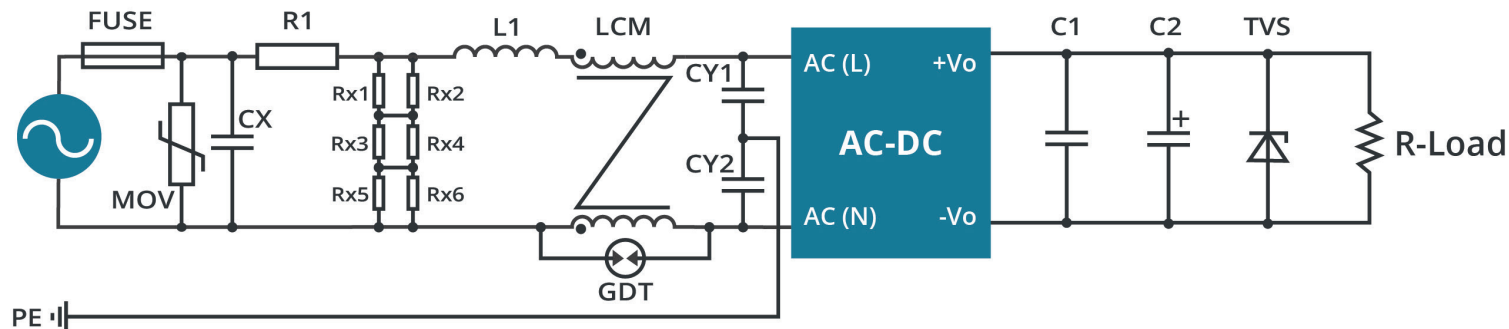 FUSE
R1
L1
LCM
C1
C2
TVS
CY1
AC (L)
+Vo
Rx1
Rx2
CX
+
Rx3
Rx4
AC-DC
R-Load
CY2
MOV
Rx5
Rx6
AC (N)
-Vo
GDT
PE